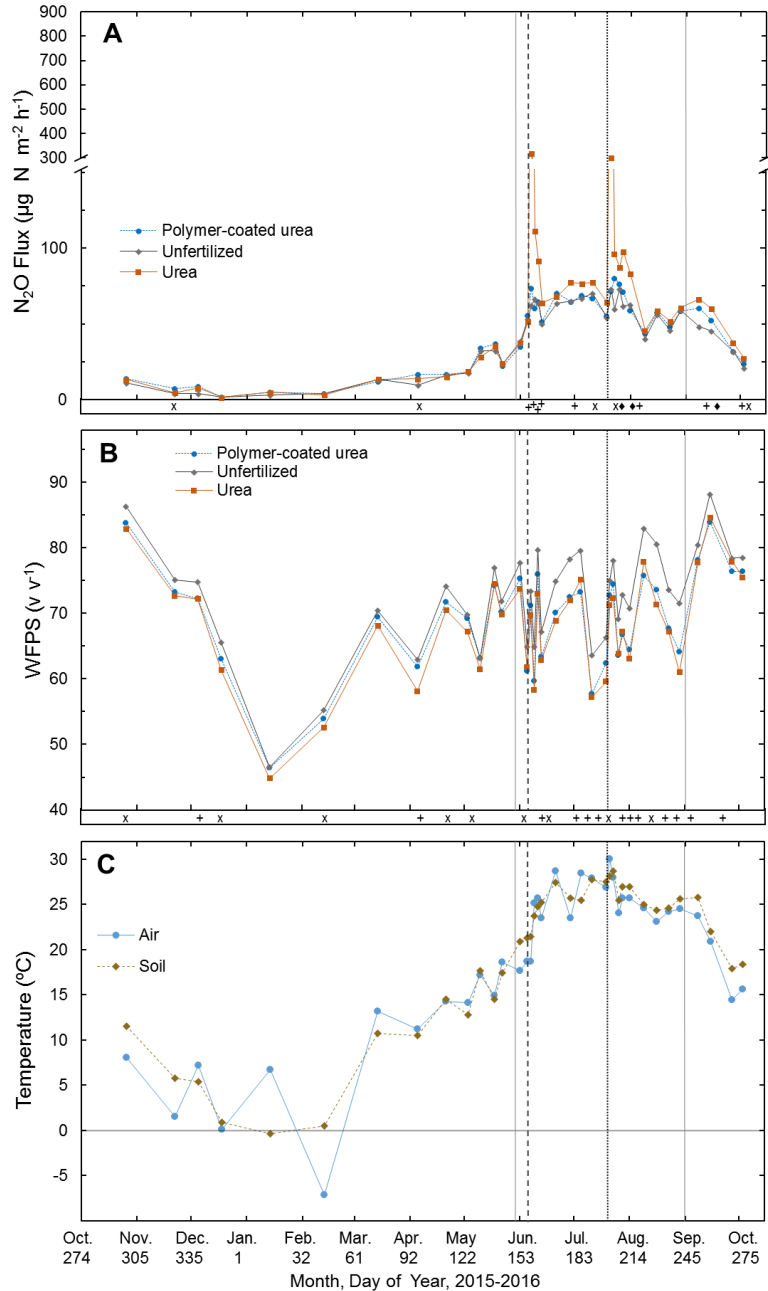 A
900
800
700
600
500
400
300
100
0
N2O Flux (µg N m-2 h-1)
Polymer-coated urea
Unfertilized
Urea
x x + + + + + + x x ♦ ♦ + + ♦ + x
B
90
80
70
60
50
40
WFPS (v v-1)
Polymer-coated urea
Unfertilized
Urea
x + x x + x x x + x + + + x + + + x + + + +
C
30
25
20
15
10
5
0
-5
Temperature (ºC)
Air
Soil
Oct. Nov. Dec. Jan. Feb. Mar. Apr. May Jun. Jul. Aug. Sep. Oct.
274 305 335 1 32 61 92 122 153 183 214 245 275
Month, Day of Year, 2015-2016